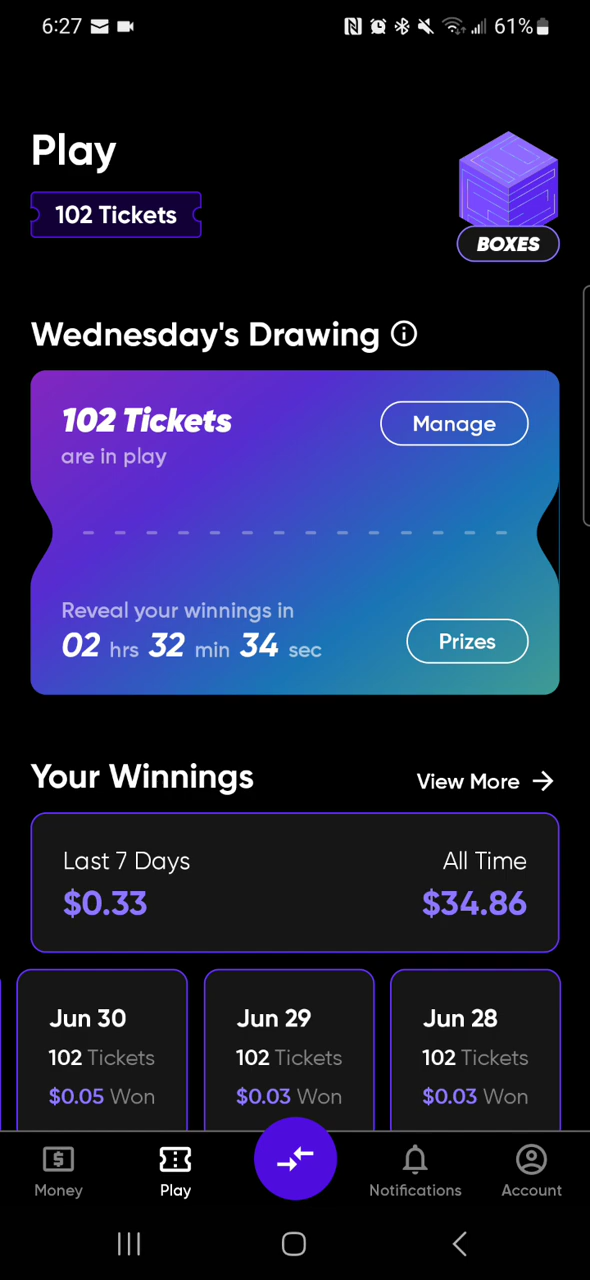 6:27 61%
Play
102 Tickets
BOXES
Wednesday's Drawing
102 Tickets
Manage
are in play
Reveal your winnings in
02 hrs 32 min 34 sec
Prizes
Your Winnings
View More
Last 7 Days All Time
$0.33 $34.86
Jun 30 Jun 29 Jun 28
102 Tickets 102 Tickets 102 Tickets
$0.05 Won $0.03 Won $0.03 Won
Money Play Notifications Account